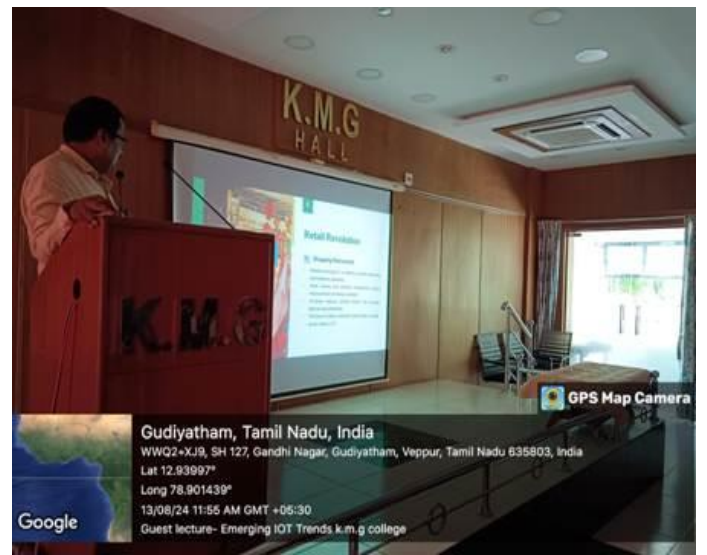 K.M.G
HALL
Retail Revolution
K.M.G
GPS Map Camera
Gudiyatham, Tamil Nadu, India
WWQ2+XJ9, SH 127, Gandhi Nagar, Gudiyatham, Veppur, Tamil Nadu 635803, India
Lat 12.93997°
Long 78.901439°
13/08/24 11:55 AM GMT +05:30
Guest lecture- Emerging IOT Trends k.m.g college
Google